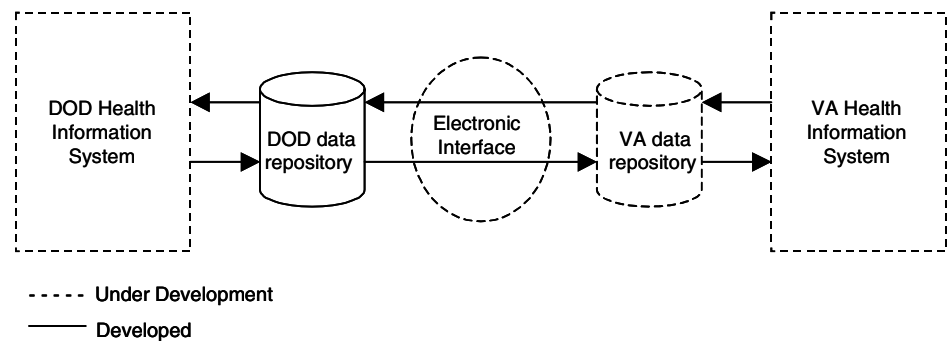 DOD Health
Information
System
DOD data
repository
Electronic
Interface
VA data
repository
VA Health
Information
System
Under Development
Developed